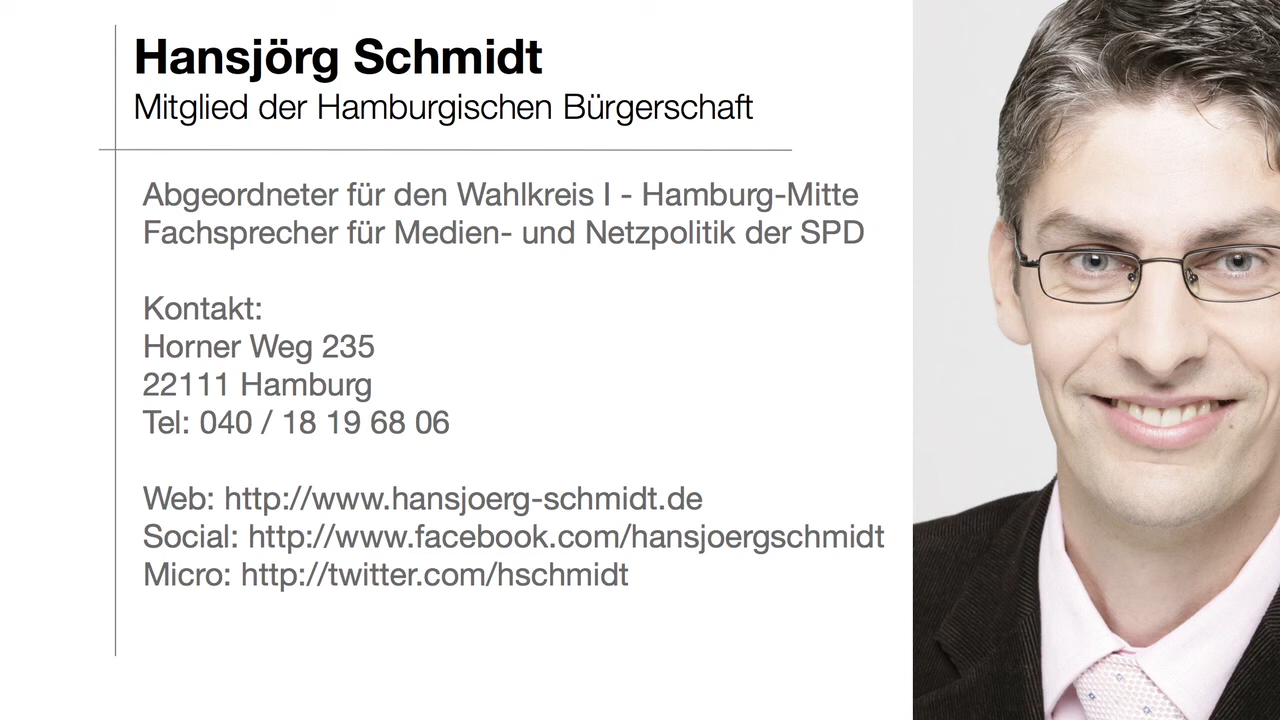 Hansjörg Schmidt
Mitglied der Hamburgischen Bürgerschaft
Abgeordneter für den Wahlkreis I - Hamburg-Mitte
Fachsprecher für Medien- und Netzpolitik der SPD
Kontakt:
Horner Weg 235
22111 Hamburg
Tel: 040 / 18 19 68 06
Web: http://www.hansjoerg-schmidt.de
Social: http://www.facebook.com/hansjoergschmidt
Micro: http://twitter.com/hschmidt